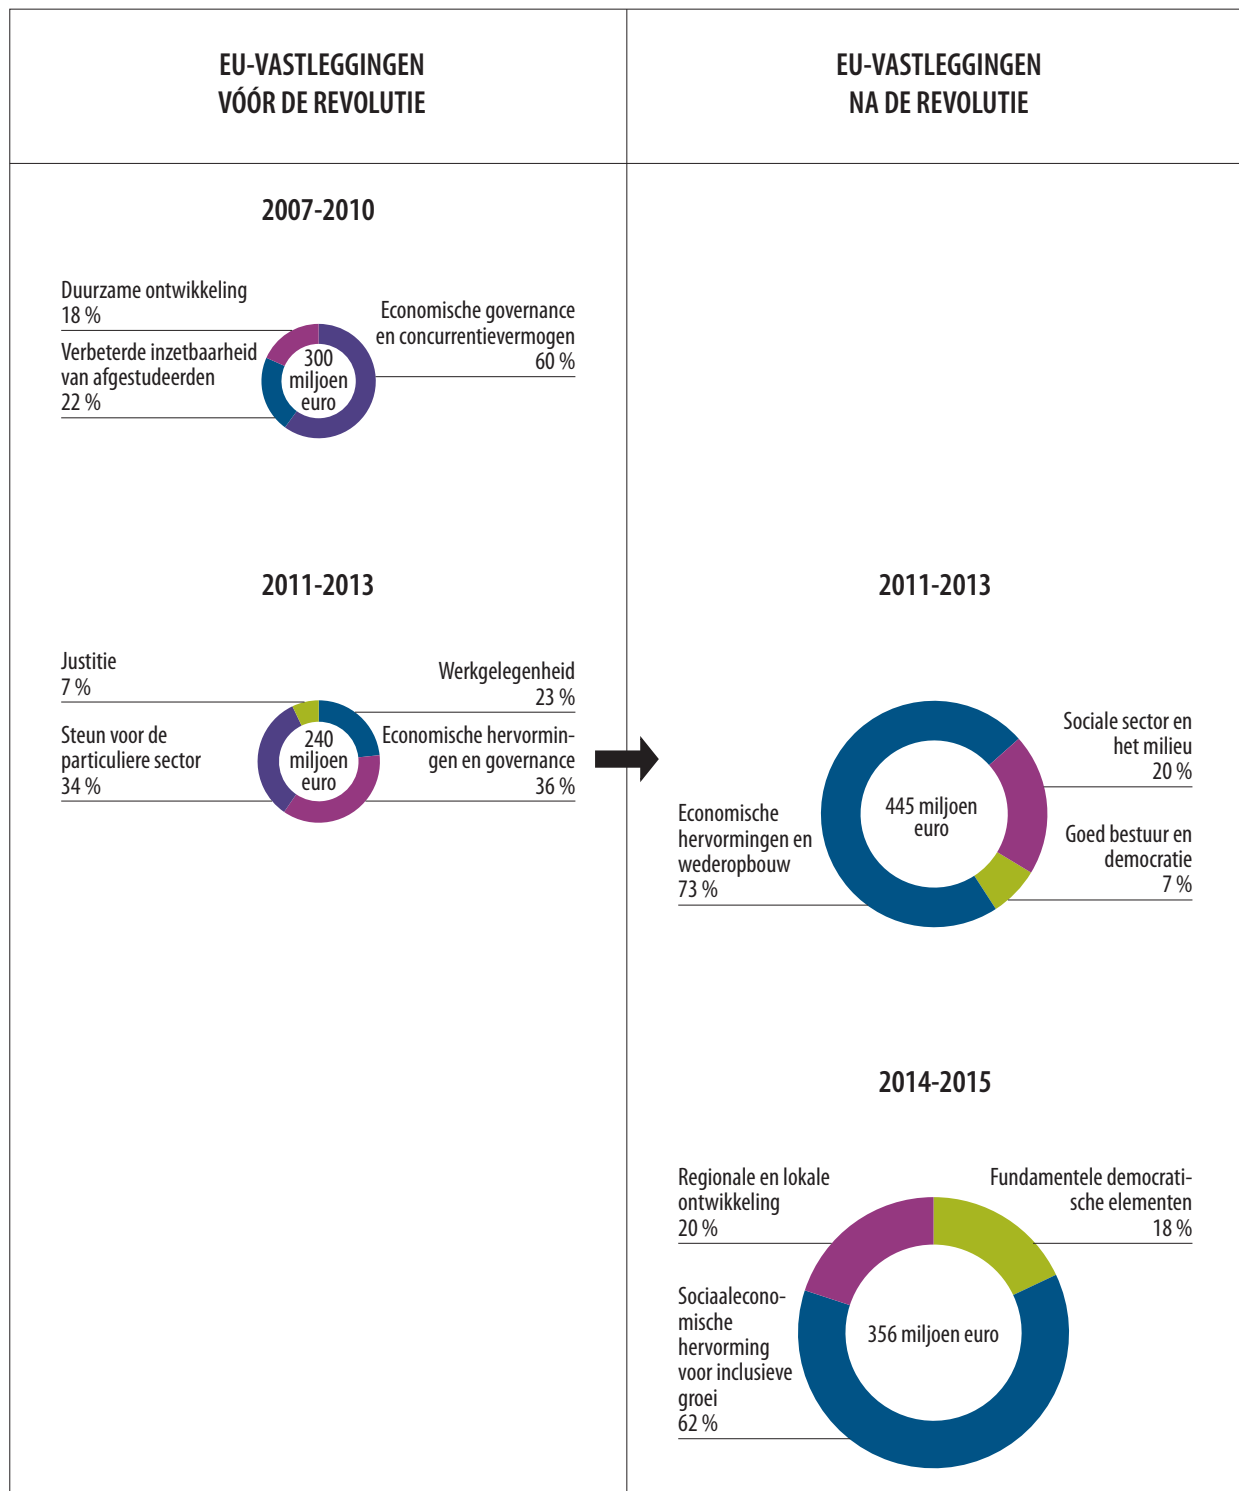 EU-VASTLEGGINGEN
VÓÓR DE REVOLUTIE
EU-VASTLEGGINGEN
NA DE REVOLUTIE
2007-2010
Duurzame ontwikkeling
18 %
Verbeterde inzetbaarheid
van afgestudeerden
22 %
300
miljoen
euro
Economische governance
en concurrentievermogen
60 %
2011-2013
Justitie
7 %
Steun voor de
particuliere sector
34 %
240
miljoen
euro
Werkgelegenheid
23 %
Economische hervormin-
gen en governance
36 %
2011-2013
Economische
hervormingen en
wederopbouw
73 %
445 miljoen
euro
Sociale sector en
het milieu
20 %
Goed bestuur en
democratie
7 %
2014-2015
Regionale en lokale
ontwikkeling
20 %
Sociaalecono-
mische
hervorming
voor inclusieve
groei
62 %
356 miljoen euro
Fundamentele democrati-
sche elementen
18 %